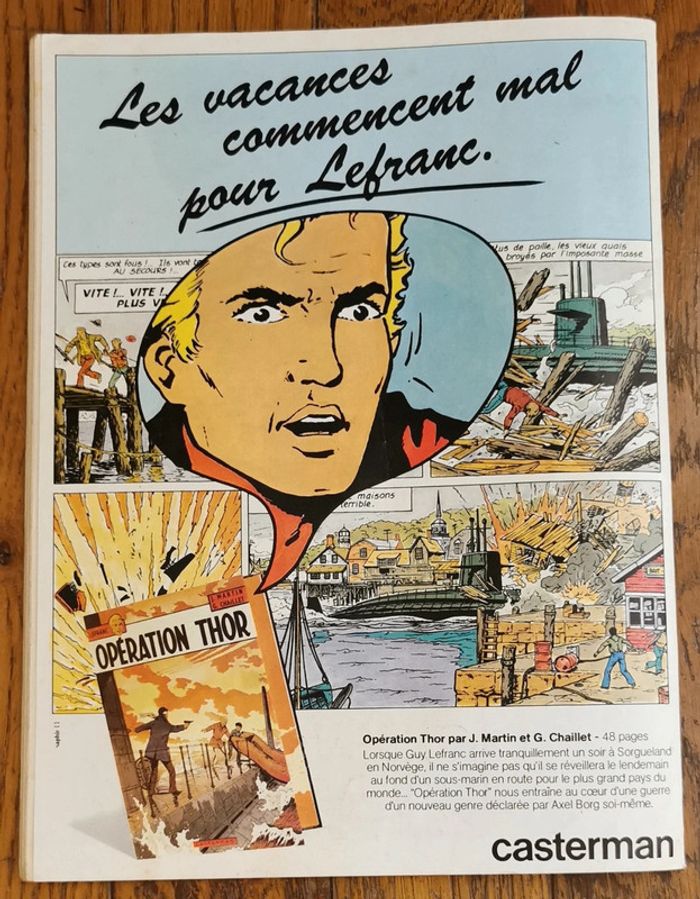 Les vacances
commencent mal
pour Lefranc.
Ces types sont fous !.. Ils vont
AU SECOURS !..
VITE !... VITE !..
PLUS
de paille, les vieux quais
broyés par l'imposante masse
maisons
terrible.
J. MARTIN
G. CHAILLET
OPÉRATION THOR
Opération Thor par J. Martin et G. Chaillet - 48 pages
Lorsque Guy Lefranc arrive tranquillement un soir à Sorgueland
en Norvège, il ne s'imagine pas qu'il se réveillera le lendemain
au fond d'un sous-marin en route pour le plus grand pays du
monde... "Opération Thor" nous entraîne au cœur d'une guerre
d'un nouveau genre déclarée par Axel Borg soi-même.
casterman